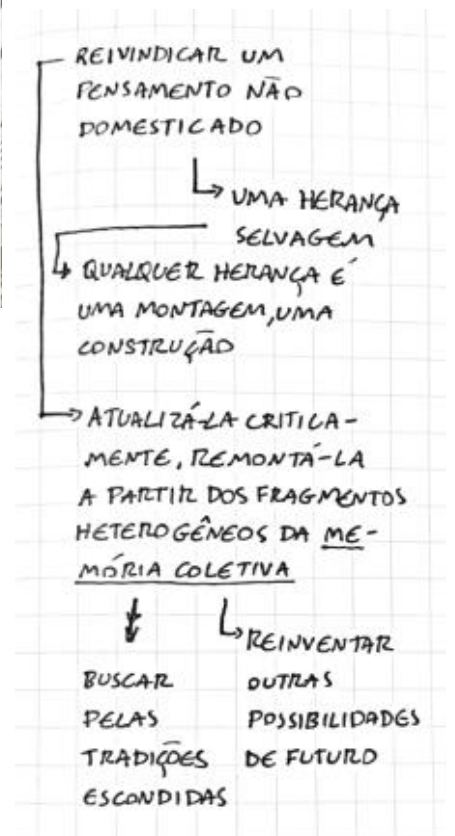 REIVINDICAR UM
PENSAMENTO NÃO
DOMESTICADO
UMA HERANÇA
SELVAGEM
QUALQUER HERANÇA É
UMA MONTAGEM, UMA
CONSTRUÇÃO
ATUALIZÁ-LA CRITICA-
MENTE, REMONTÁ-LA
A PARTIR DOS FRAGMENTOS
HETEROGÊNEOS DA ME-
MÓRIA COLETIVA
BUSCAR
PELAS
TRADIÇÕES
ESCONDIDAS
REINVENTAR
OUTRAS
POSSIBILIDADES
DE FUTURO